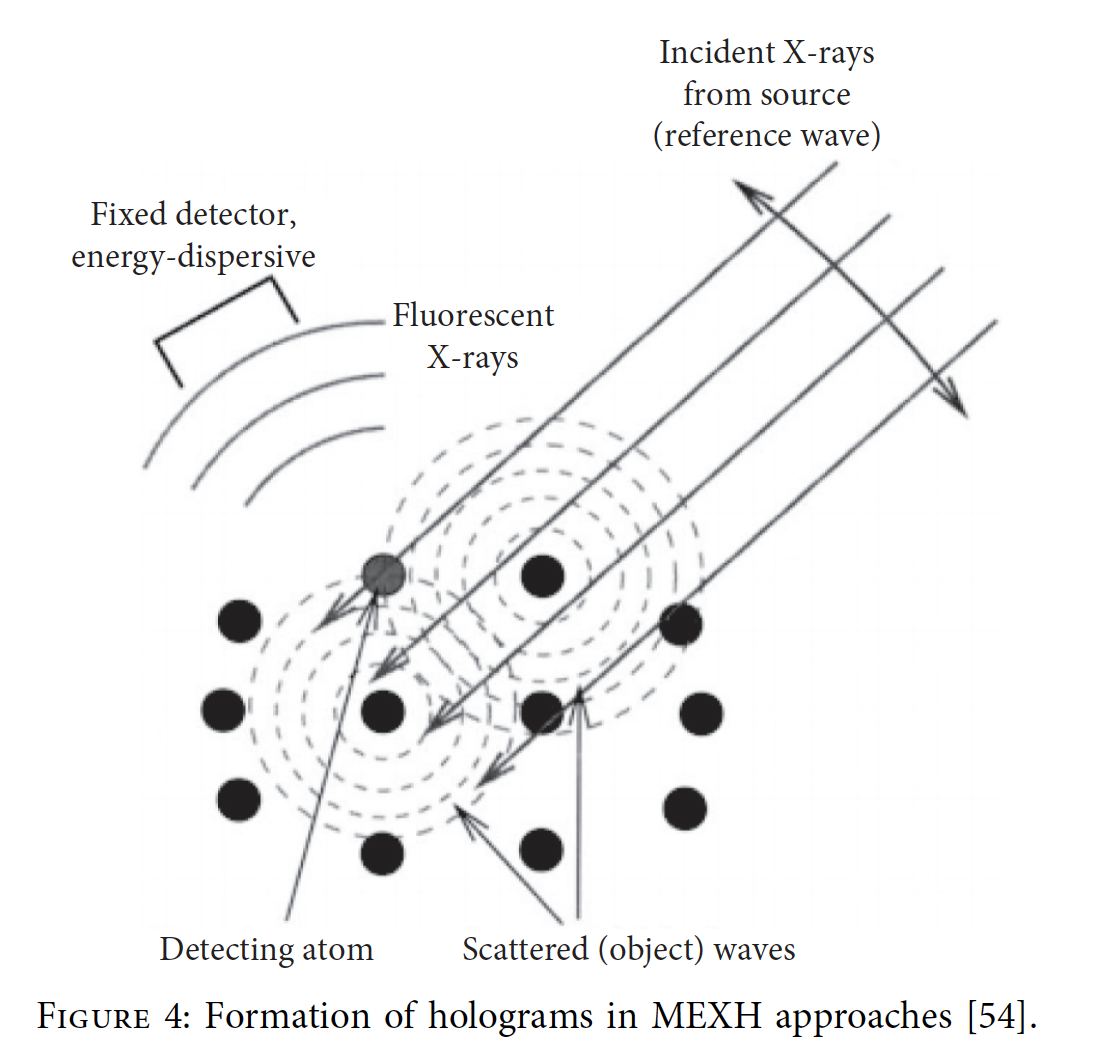 Incident X-rays
from source
(reference wave)
Fixed detector,
energy-dispersive
Fluorescent
X-rays
Detecting atom
Scattered (object) waves
FIGURE 4: Formation of holograms in MEXH approaches [54].